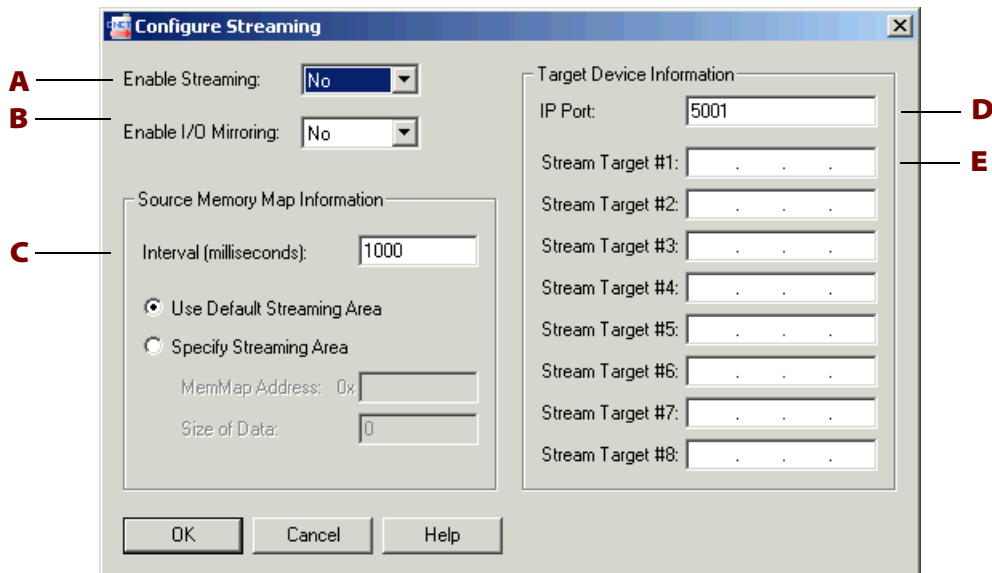 Configure Streaming
A
Enable Streaming: No
B
Enable I/O Mirroring: No
Source Memory Map Information
C
Interval (milliseconds): 1000
Use Default Streaming Area
Specify Streaming Area
MemMap Address: 0x
Size of Data: 0
Target Device Information
IP Port: 5001
D
Stream Target #1: . . .
E
Stream Target #2: . . .
Stream Target #3: . . .
Stream Target #4: . . .
Stream Target #5: . . .
Stream Target #6: . . .
Stream Target #7: . . .
Stream Target #8: . . .
OK Cancel Help